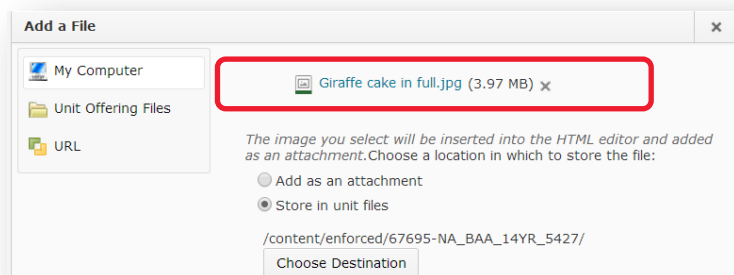 Add a File
My Computer
Unit Offering Files
URL
Giraffe cake in full.jpg (3.97 MB)
The image you select will be inserted into the HTML editor and added
as an attachment.Choose a location in which to store the file:
Add as an attachment
Store in unit files
/content/enforced/67695-NA_BAA_14YR_5427/
Choose Destination